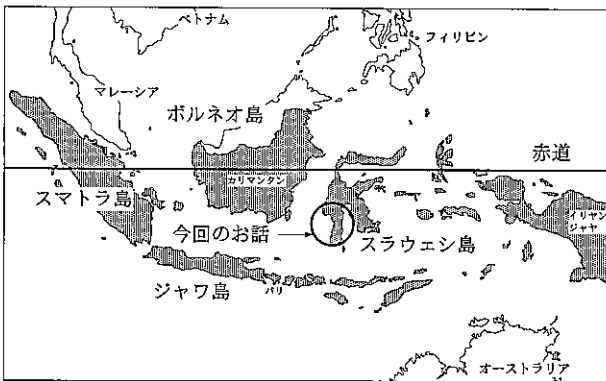 ベトナム
フィリピン
マレーシア
ボルネオ島
赤道
カリマンタン
スマトラ島
イリヤン
ジャヤ
今回のお話
スラウェシ島
ジャワ島
バリ
オーストラリア